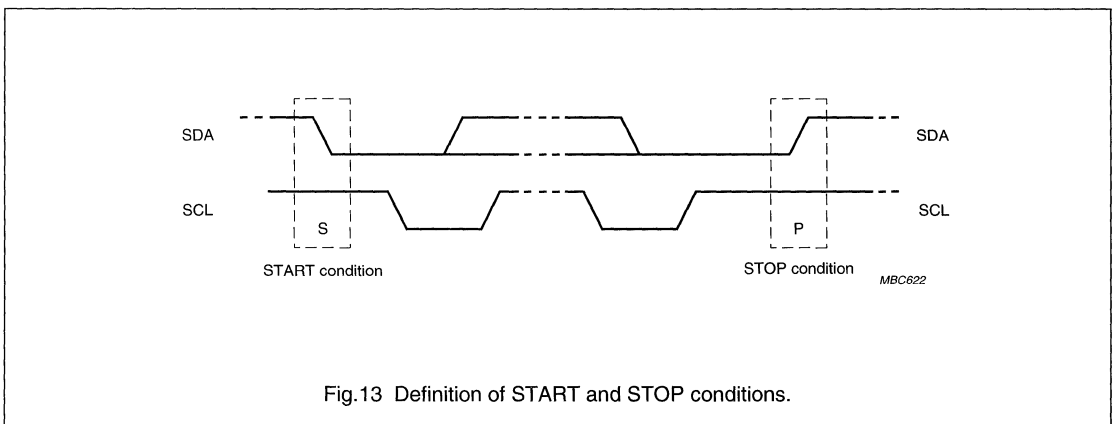 SDA
SDA
SCL
SCL
S
P
START condition
STOP condition
MBC622
Fig.13 Definition of START and STOP conditions.